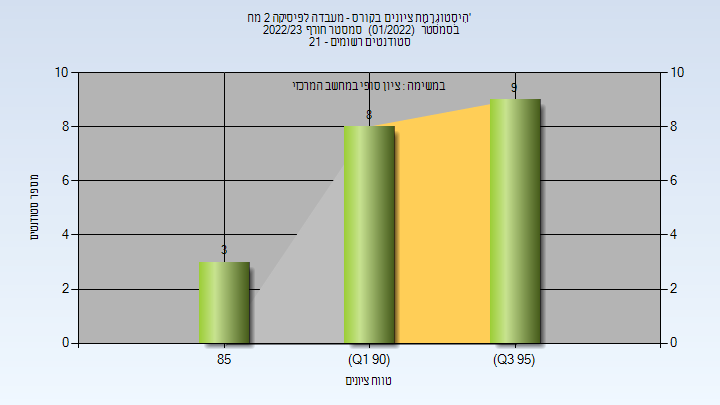 היסטוגְרַמַת ציונים בקורס - מעבדה לפיסיקה 2 מח'
בסמסטר (01/2022) סמסטר חורף 2022/23
סטודנטים רשומים - 21
במשימה : ציון סופי במחשב המרכזי
10 10
9
8 8
8
6 6
4 4
3
2 2
0 0
85 (Q1 90) (Q3 95)
מספר סטודנטים
טווח ציונים